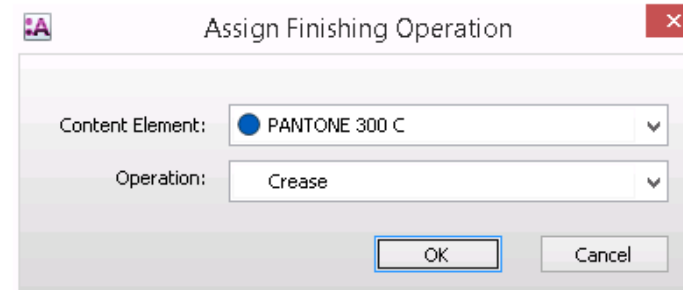 :A Assign Finishing Operation
Content Element: PANTONE 300 C
Operation: Crease
OK Cancel